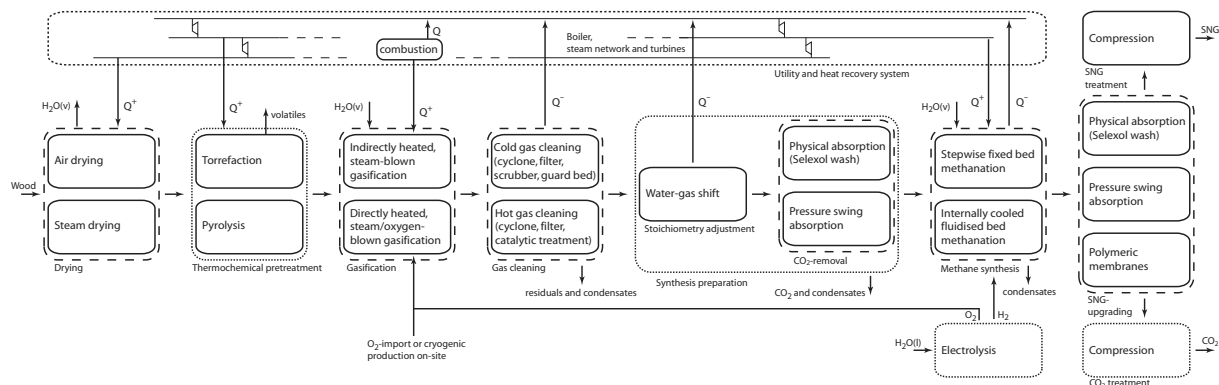 Q
combustion
Boiler,
steam network and turbines
Utility and heat recovery system
Compression
SNG
SNG
treatment
H₂O(v)
Q⁺
Q⁺
volatiles
H₂O(v)
Q⁺
Q⁻
Q⁻
H₂O(v)
Q⁺
Q⁻
Wood
Air drying
Steam drying
Drying
Torrefaction
Pyrolysis
Thermochemical pretreatment
Indirectly heated,
steam-blown
gasification
Directly heated,
steam/oxygen-
blown gasification
Gasification
Cold gas cleaning
(cyclone, filter,
scrubber, guard bed)
Hot gas cleaning
(cyclone, filter,
catalytic treatment)
Gas cleaning
residuals and condensates
Water-gas shift
Stoichiometry adjustment
Physical absorption
(Selexol wash)
Pressure swing
absorption
CO₂-removal
Synthesis preparation
CO₂ and condensates
Stepwise fixed bed
methanation
Internally cooled
fluidised bed
methanation
Methane synthesis
condensates
Physical absorption
(Selexol wash)
Pressure swing
absorption
Polymeric
membranes
SNG-
upgrading
O₂-import or cryogenic
production on-site
O₂
H₂
H₂O(l)
Electrolysis
Compression
CO₂
CO₂ treatment